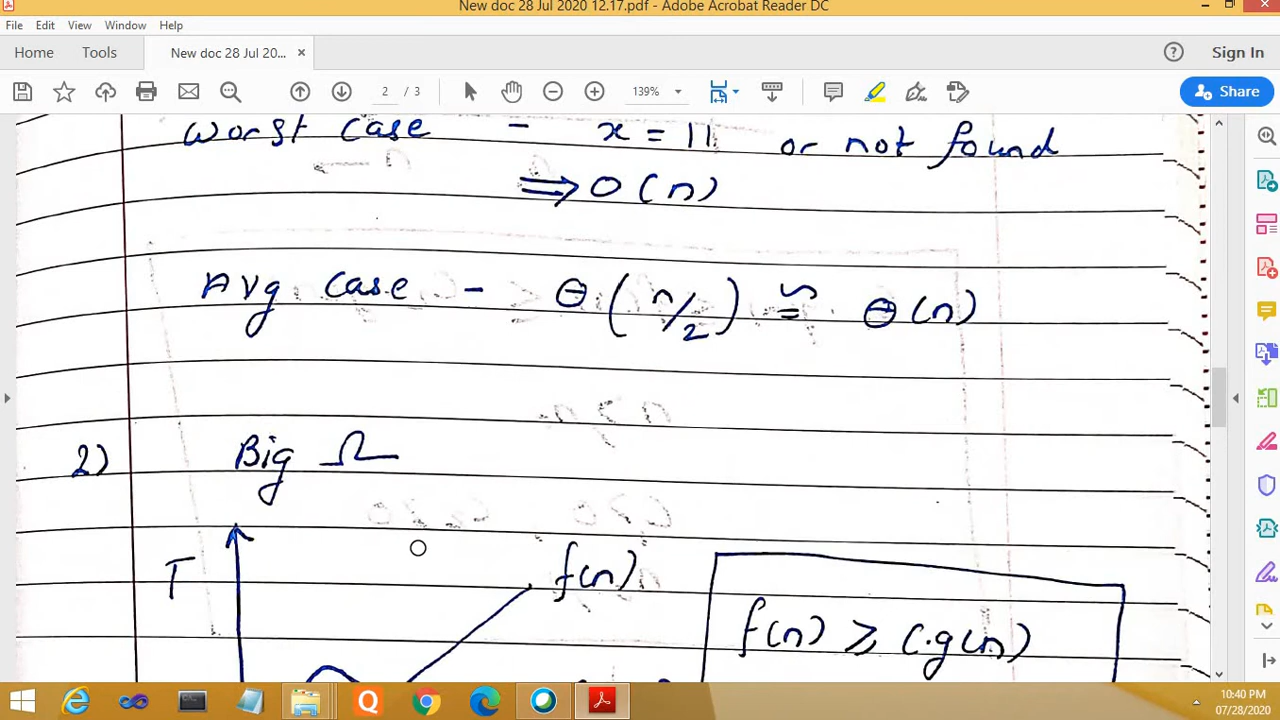 New doc 28 Jul 2020 12.17.pdf - Adobe Acrobat Reader DC
File Edit View Window Help
Home Tools New doc 28 Jul 20... × Sign In
2 / 3 139% Share
Worst case - x = 11 or not found
⇒ O(n)
Avg case - θ(n/2) ≌ θ(n)
2) Big Ω
T f(n)
f(n) ≥ c.g(n)
10:40 PM
07/28/2020